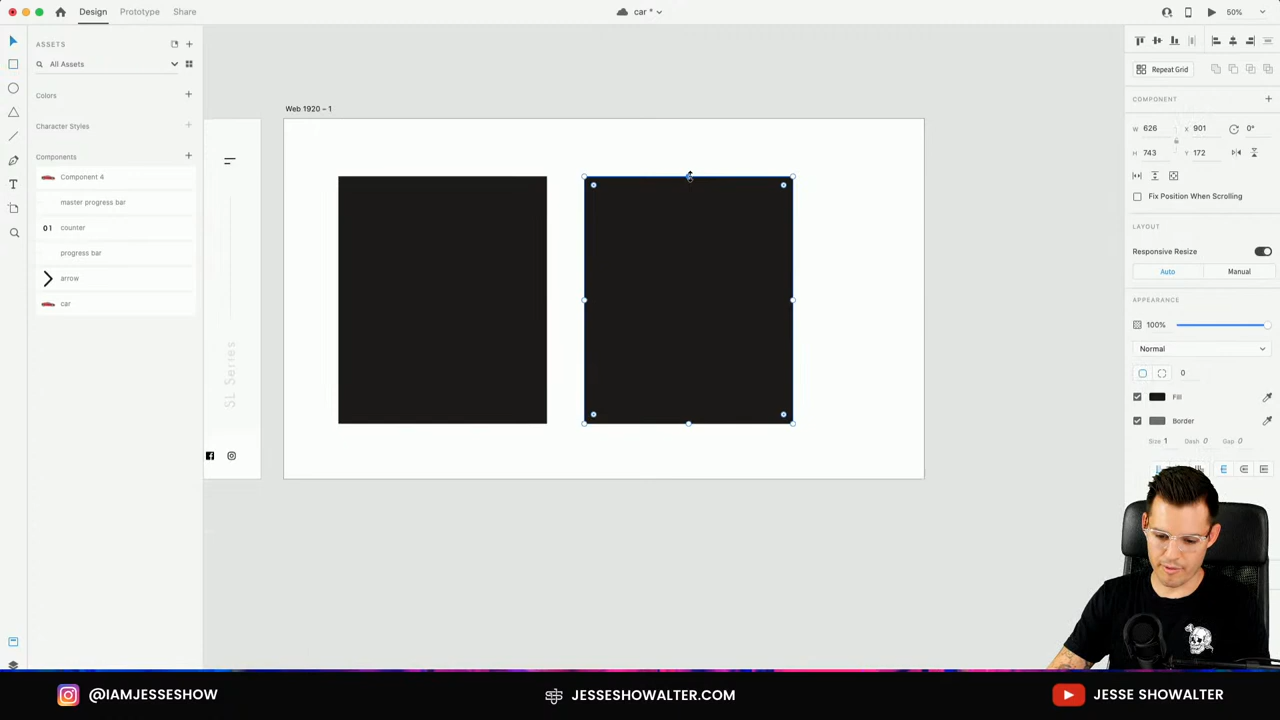 Design Prototype Share
car *
50%
ASSETS
All Assets
Colors
Character Styles
Components
Component 4
master progress bar
01 counter
progress bar
arrow
car
SL Series
Web 1920 – 1
Repeat Grid
COMPONENT
W 626 X 901 0°
H 743 Y 172
Fix Position When Scrolling
LAYOUT
Responsive Resize
Auto Manual
APPEARANCE
100%
Normal
0
Fill
Border
Size 1 Dash 0 Gap 0
@IAMJESSESHOW
JESSESHOWALTER.COM
JESSE SHOWALTER